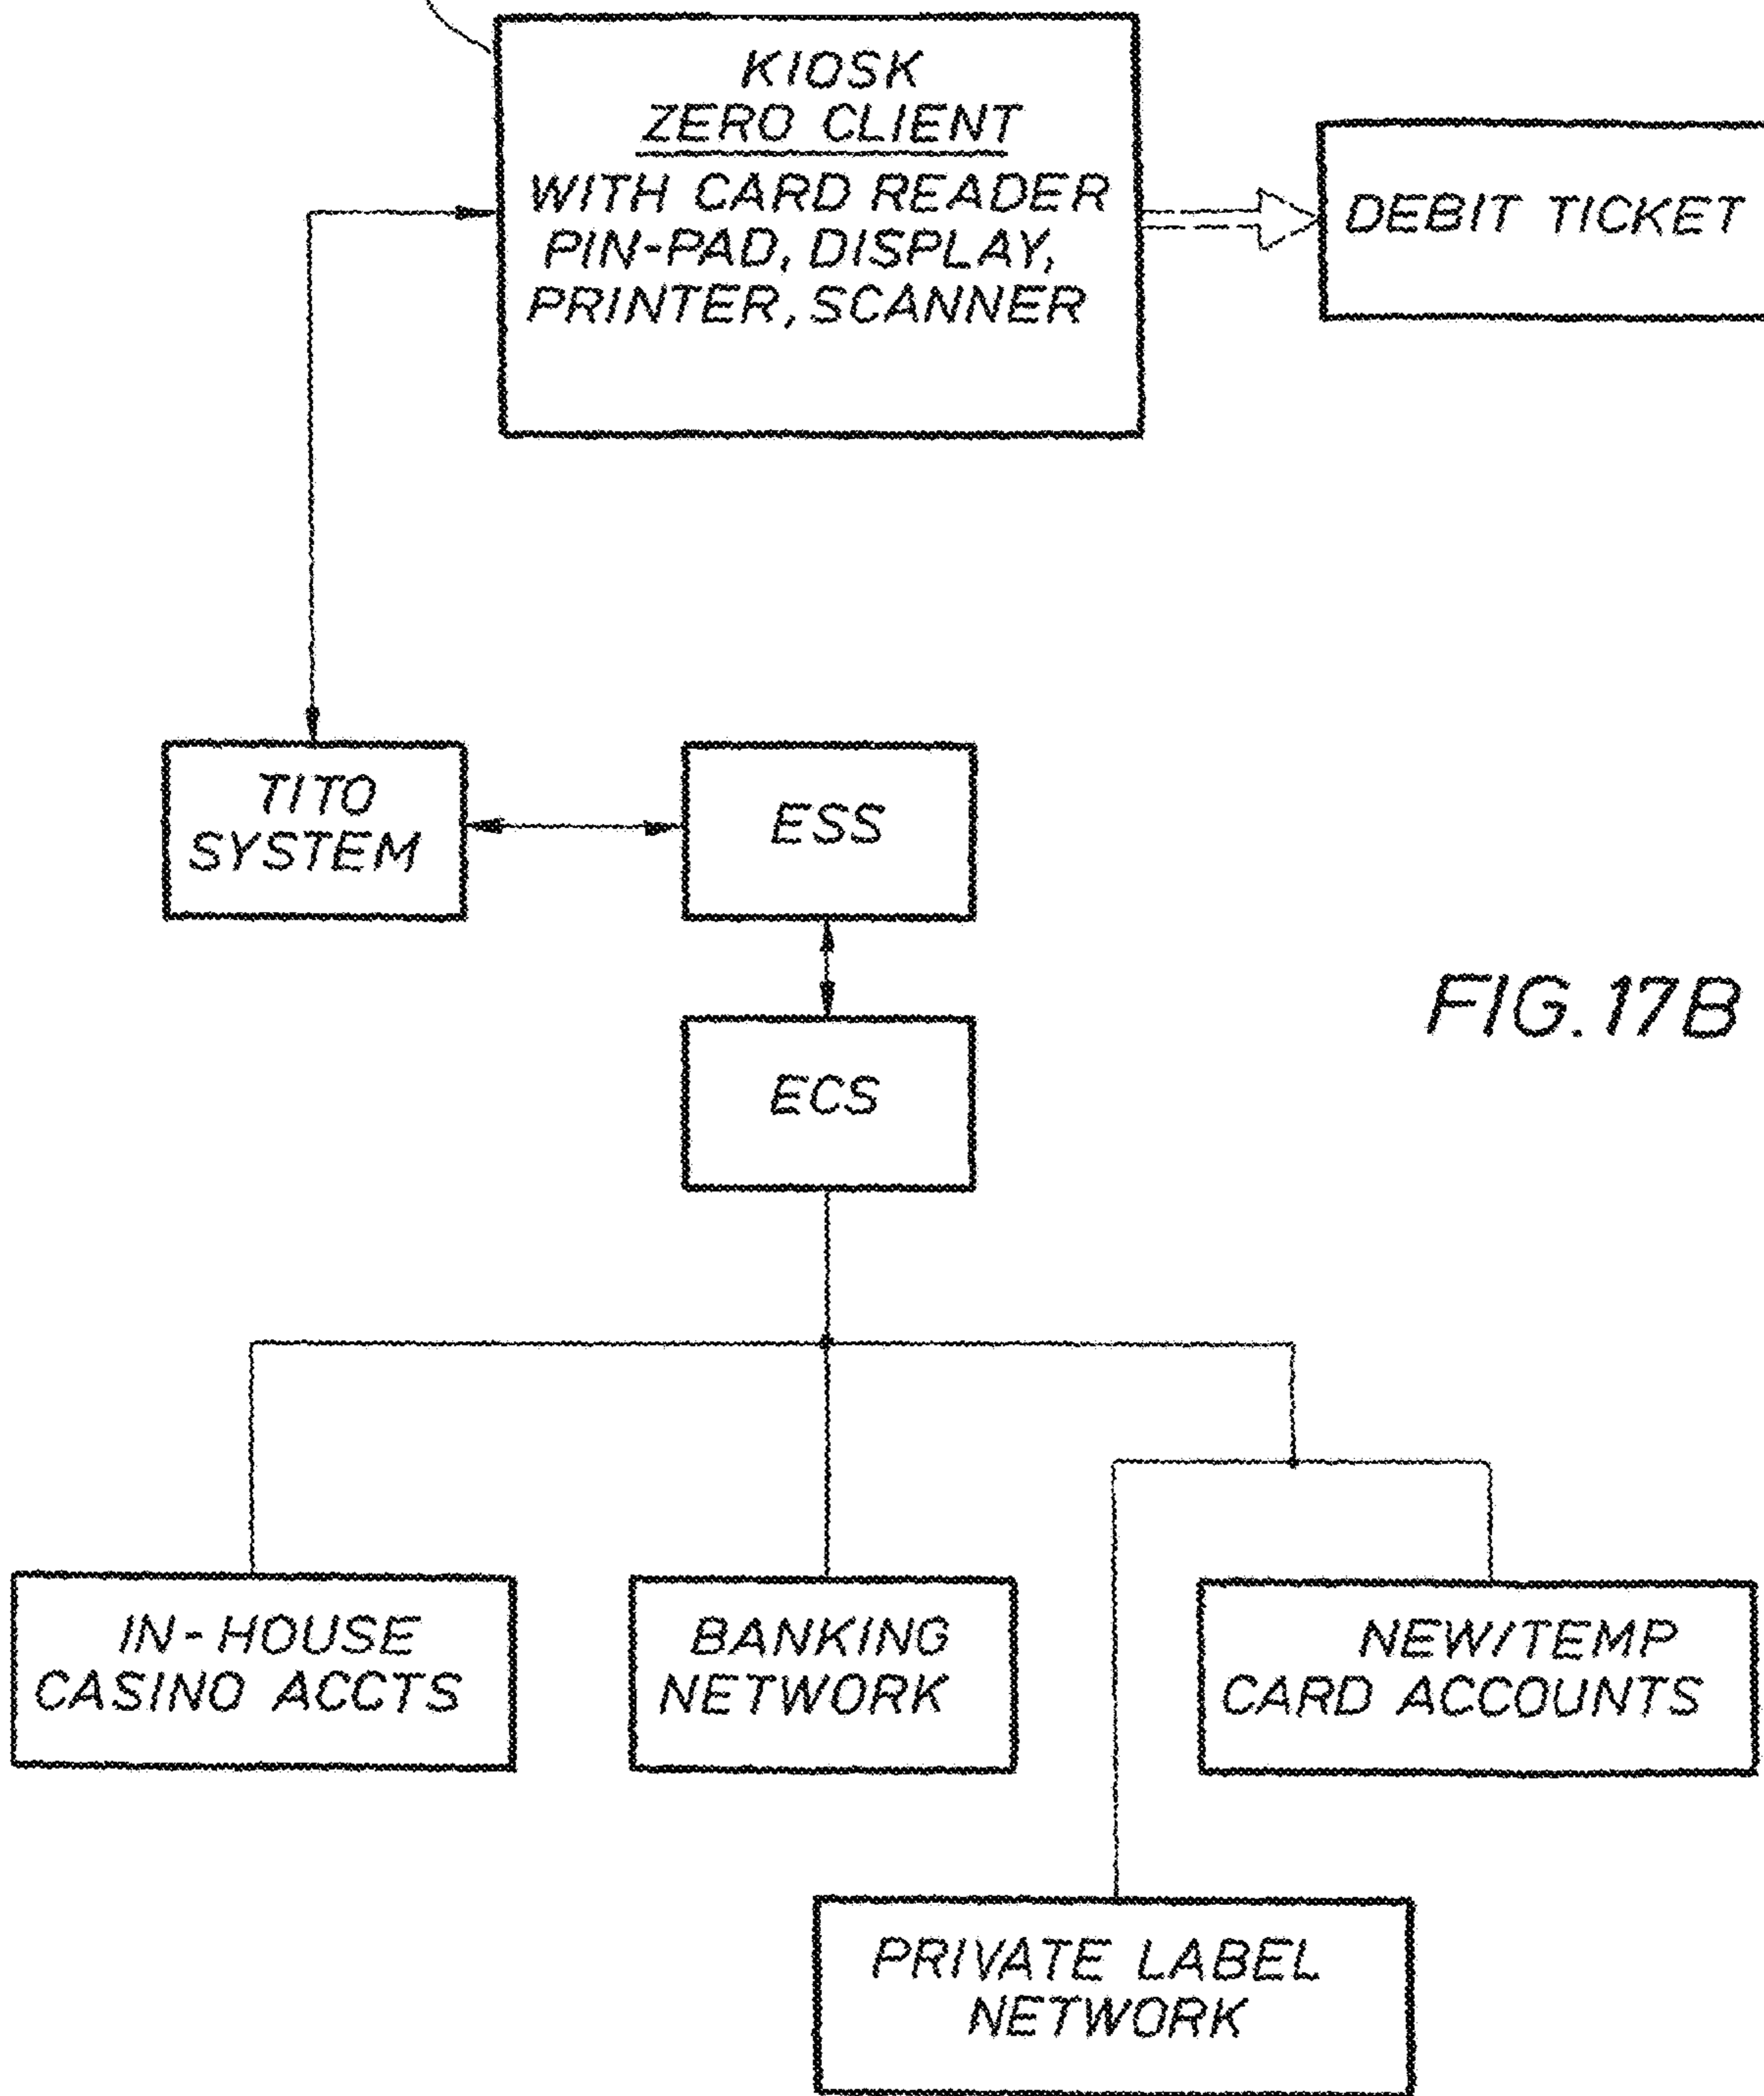 KIOSK
ZERO CLIENT
WITH CARD READER
PIN-PAD, DISPLAY,
PRINTER, SCANNER
DEBIT TICKET
TITO
SYSTEM
ESS
ECS
FIG. 17B
IN-HOUSE
CASINO ACCTS
BANKING
NETWORK
NEW/TEMP
CARD ACCOUNTS
PRIVATE LABEL
NETWORK